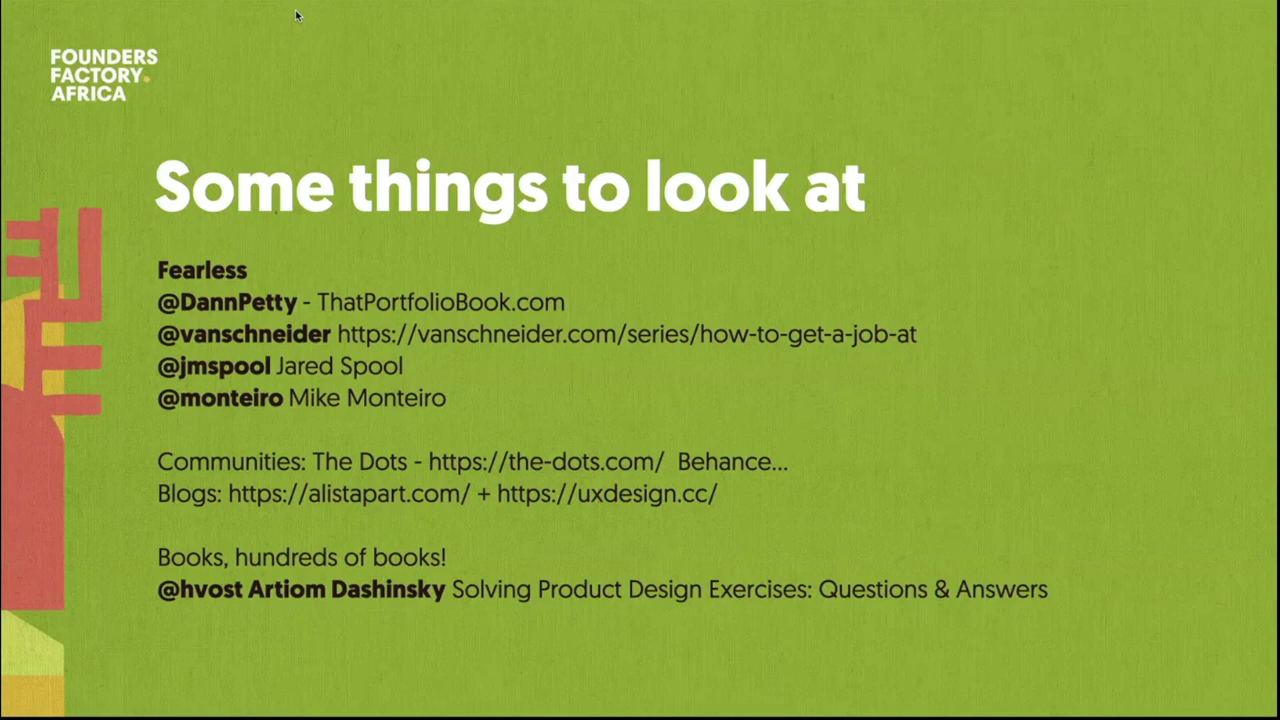 FOUNDERS
FACTORY.
AFRICA
Some things to look at
Fearless
@DannPetty - ThatPortfolioBook.com
@vanschneider https://vanschneider.com/series/how-to-get-a-job-at
@jmspool Jared Spool
@monteiro Mike Monteiro
Communities: The Dots - https://the-dots.com/ Behance...
Blogs: https://alistapart.com/ + https://uxdesign.cc/
Books, hundreds of books!
@hvost Artiom Dashinsky Solving Product Design Exercises: Questions & Answers